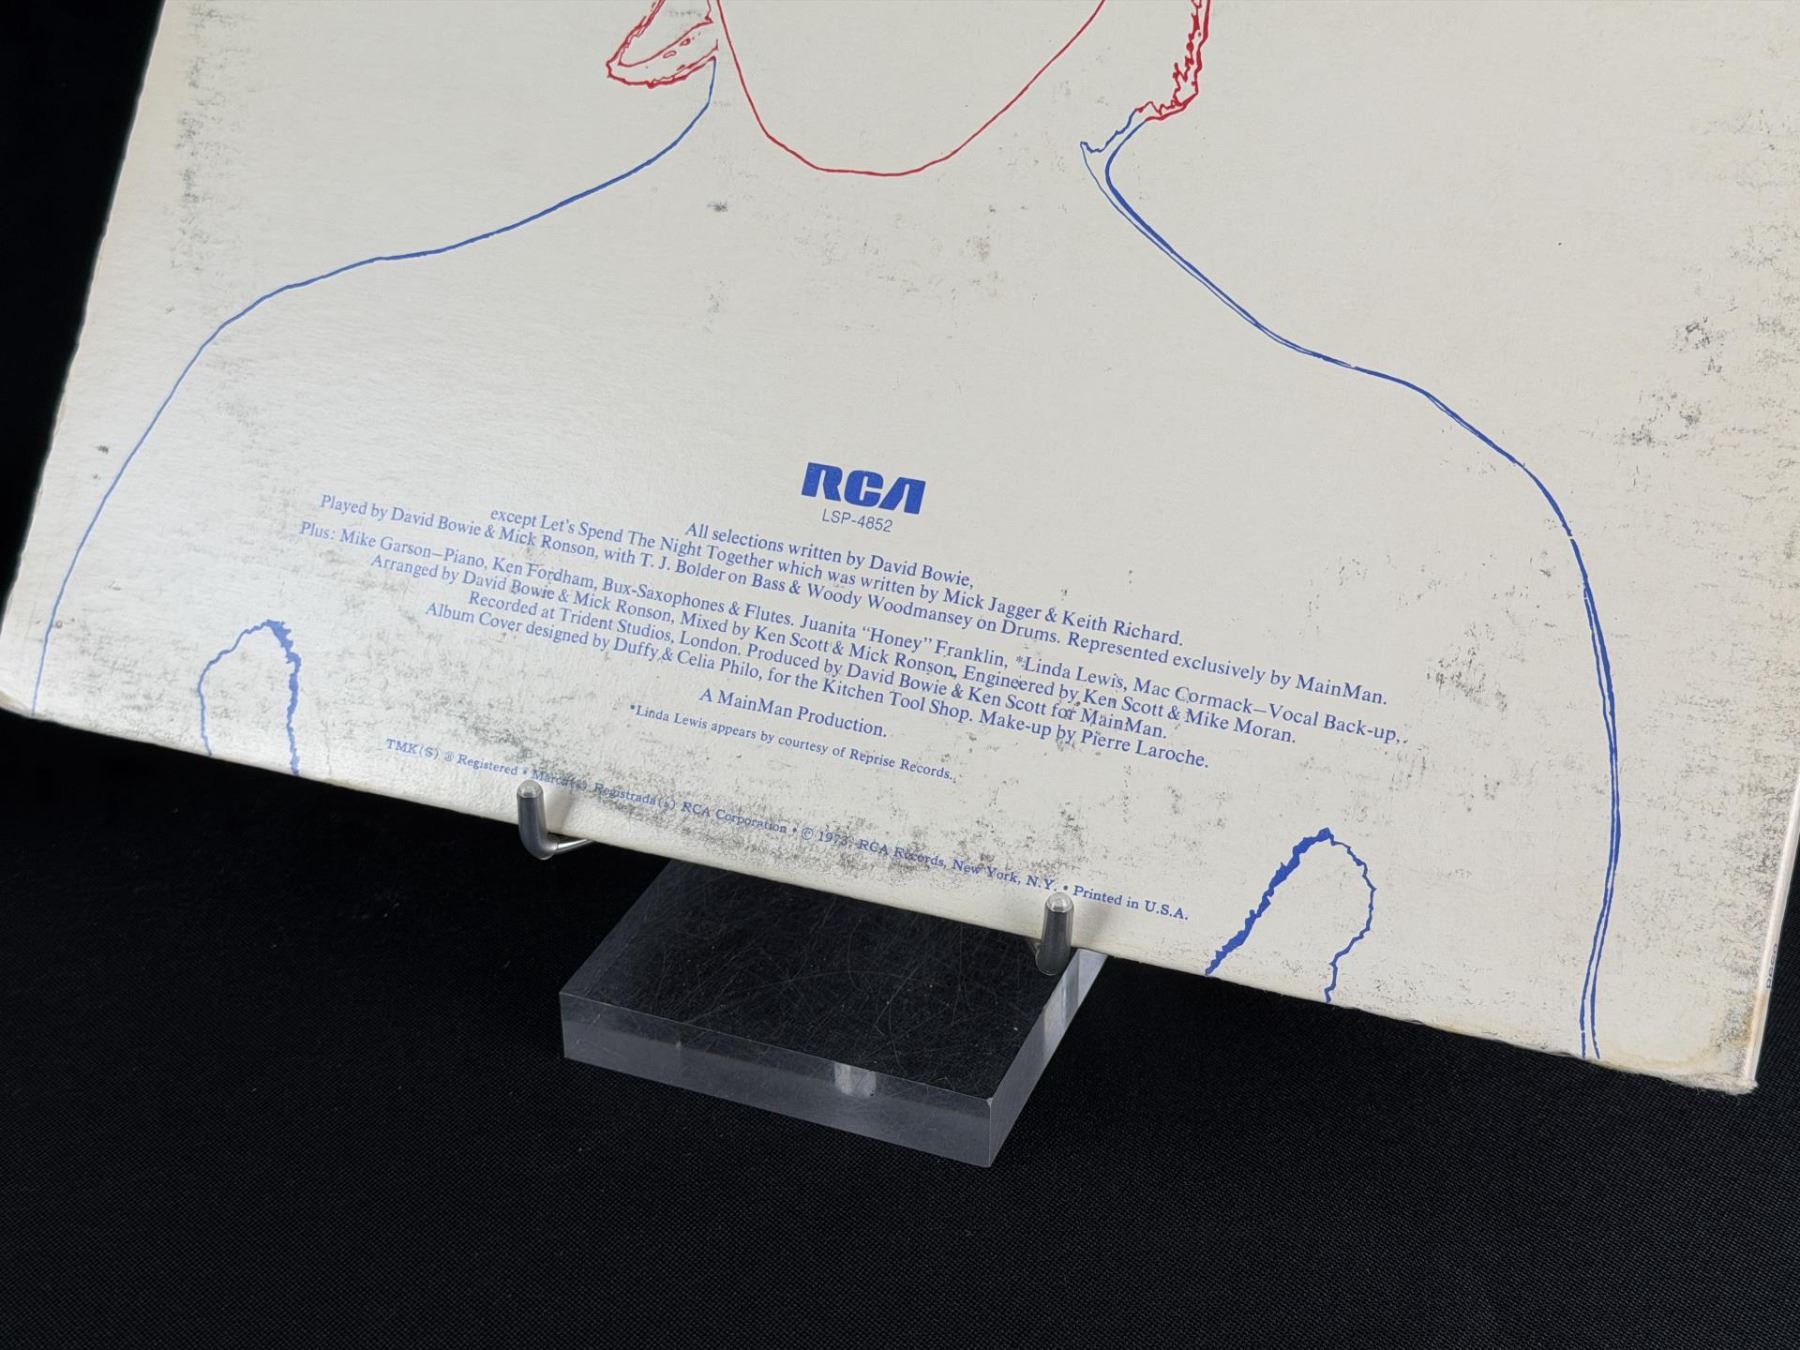 RCA
LSP-4852
All selections written by David Bowie,
except Let's Spend The Night Together which was written by Mick Jagger & Keith Richard.
Played by David Bowie & Mick Ronson, with T. J. Bolder on Bass & Woody Woodmansey on Drums. Represented exclusively by MainMan.
Plus: Mike Garson—Piano, Ken Fordham, Bux-Saxophones & Flutes. Juanita "Honey" Franklin, *Linda Lewis, Mac Cormack—Vocal Back-up,
Arranged by David Bowie & Mick Ronson, Mixed by Ken Scott & Mick Ronson, Engineered by Ken Scott & Mike Moran.
Recorded at Trident Studios, London. Produced by David Bowie & Ken Scott for MainMan.
Album Cover designed by Duffy & Celia Philo, for the Kitchen Tool Shop. Make-up by Pierre Laroche.
A MainMan Production.
*Linda Lewis appears by courtesy of Reprise Records.
TMK(S) ® Registered • Marca(s) Registrada(s) RCA Corporation • © 1973, RCA Records, New York, N.Y. • Printed in U.S.A.